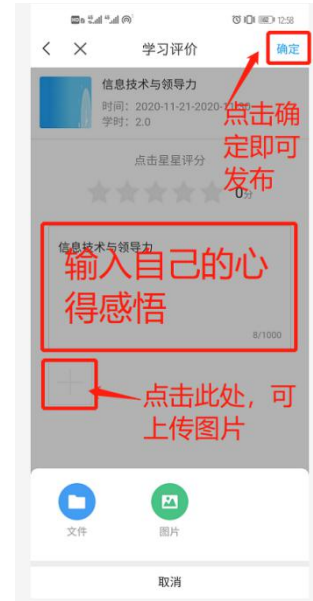 12:58
学习评价
确定
信息技术与领导力
时间：2020-11-21-2020-
学时：2.0
点击确
定即可
发布
点击星星评分
0分
信息技术与领导力
输入自己的心
得感悟
8/1000
点击此处，可
上传图片
文件
图片
取消